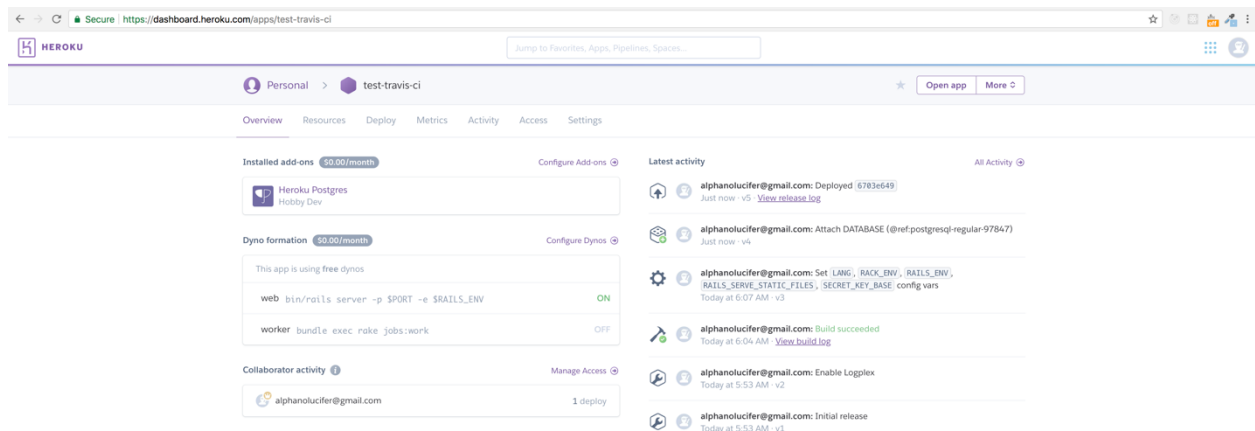 Secure https://dashboard.heroku.com/apps/test-travis-ci
HEROKU
Jump to Favorites, Apps, Pipelines, Spaces...
Personal > test-travis-ci
Open app More
Overview Resources Deploy Metrics Activity Access Settings
Installed add-ons $0.00/month Configure Add-ons
Heroku Postgres
Hobby Dev
Dyno formation $0.00/month Configure Dynos
This app is using free dynos
web bin/rails server -p $PORT -e $RAILS_ENV ON
worker bundle exec rake jobs:work OFF
Collaborator activity Manage Access
alphanolucifer@gmail.com 1 deploy
Latest activity All Activity
alphanolucifer@gmail.com: Deployed 6703e649
Just now · v5 · View release log
alphanolucifer@gmail.com: Attach DATABASE (@ref:postgresql-regular-97847)
Just now · v4
alphanolucifer@gmail.com: Set LANG, RACK_ENV, RAILS_ENV,
RAILS_SERVE_STATIC_FILES, SECRET_KEY_BASE config vars
Today at 6:07 AM · v3
alphanolucifer@gmail.com: Build succeeded
Today at 6:04 AM · View build log
alphanolucifer@gmail.com: Enable Logplex
Today at 5:53 AM · v2
alphanolucifer@gmail.com: Initial release
Today at 5:53 AM · v1